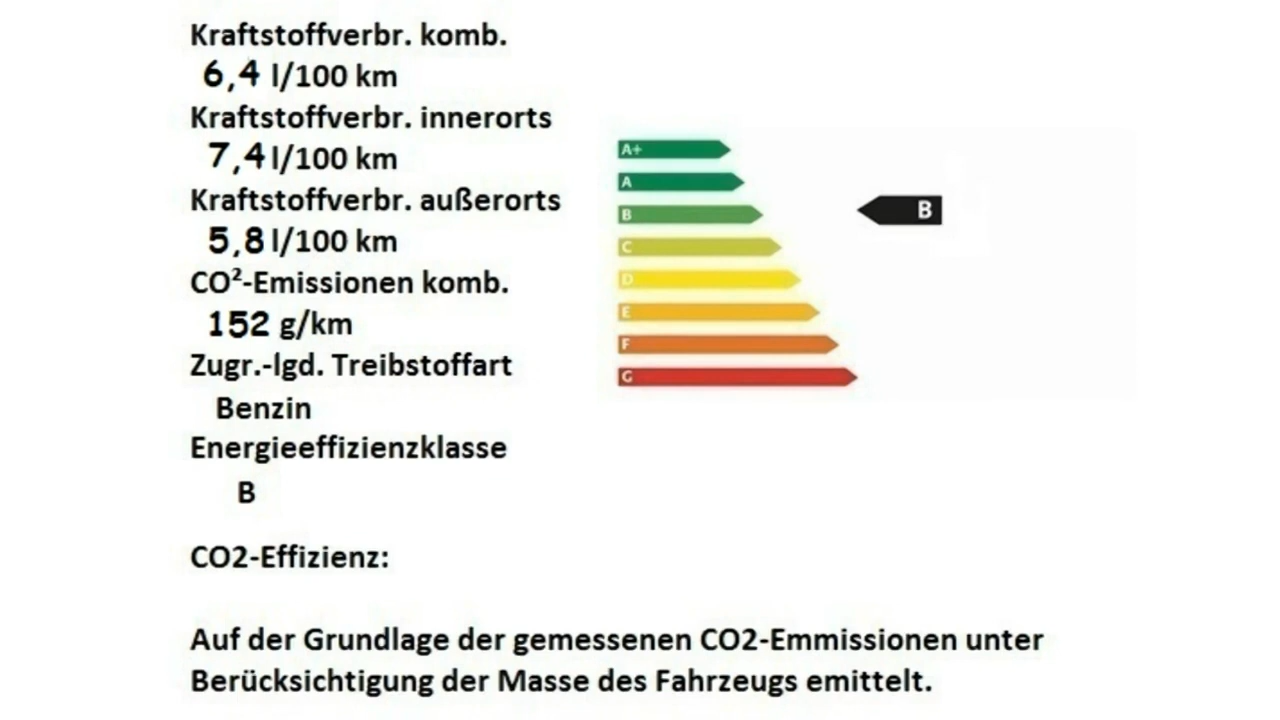 Kraftstoffverbr. komb.
6,4 l/100 km
Kraftstoffverbr. innerorts
7,4 l/100 km
Kraftstoffverbr. außerorts
5,8 l/100 km
CO²-Emissionen komb.
152 g/km
Zugr.-lgd. Treibstoffart
Benzin
Energieeffizienzklasse
B
A+
A
B
B
C
D
E
F
G
CO2-Effizienz:
Auf der Grundlage der gemessenen CO2-Emmissionen unter
Berücksichtigung der Masse des Fahrzeugs emittelt.